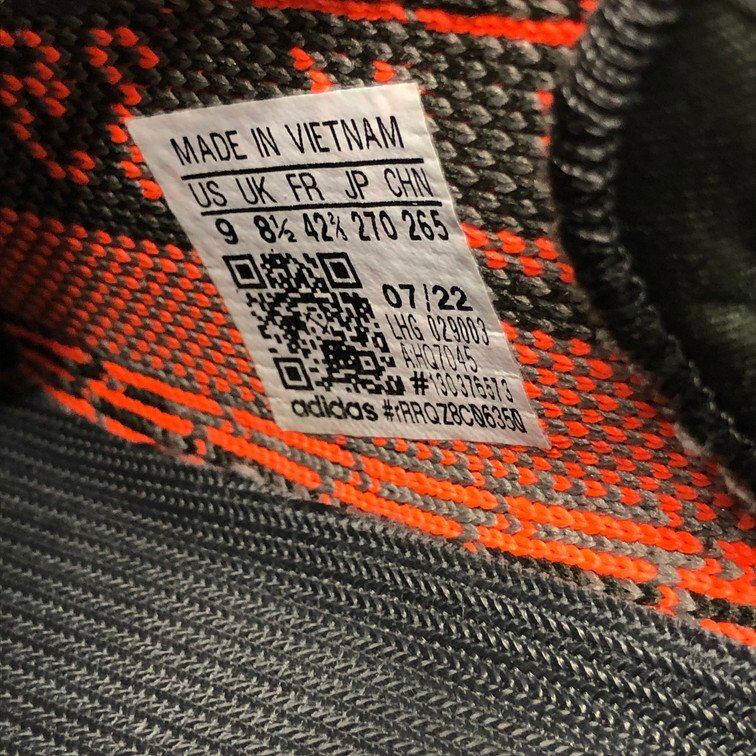 MADE IN VIETNAM
US UK FR JP CHN
9 8½ 42⅔ 270 265
07/22
LHG 029003
AHQ7045
#130376573
adidas #rRRQZ8C06350